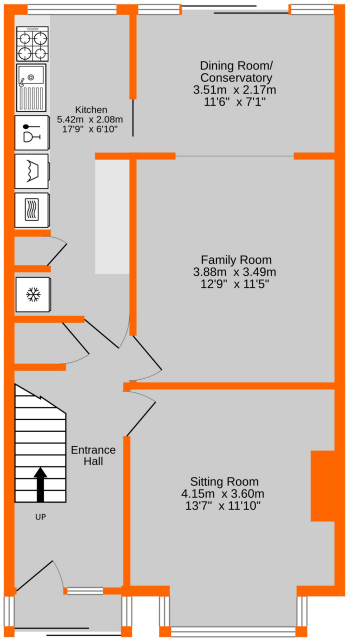 Dining Room/
Conservatory
3.51m x 2.17m
11'6" x 7'1"
Kitchen
5.42m x 2.08m
17'9" x 6'10"
Family Room
3.88m x 3.49m
12'9" x 11'5"
Entrance
Hall
Sitting Room
4.15m x 3.60m
13'7" x 11'10"
UP